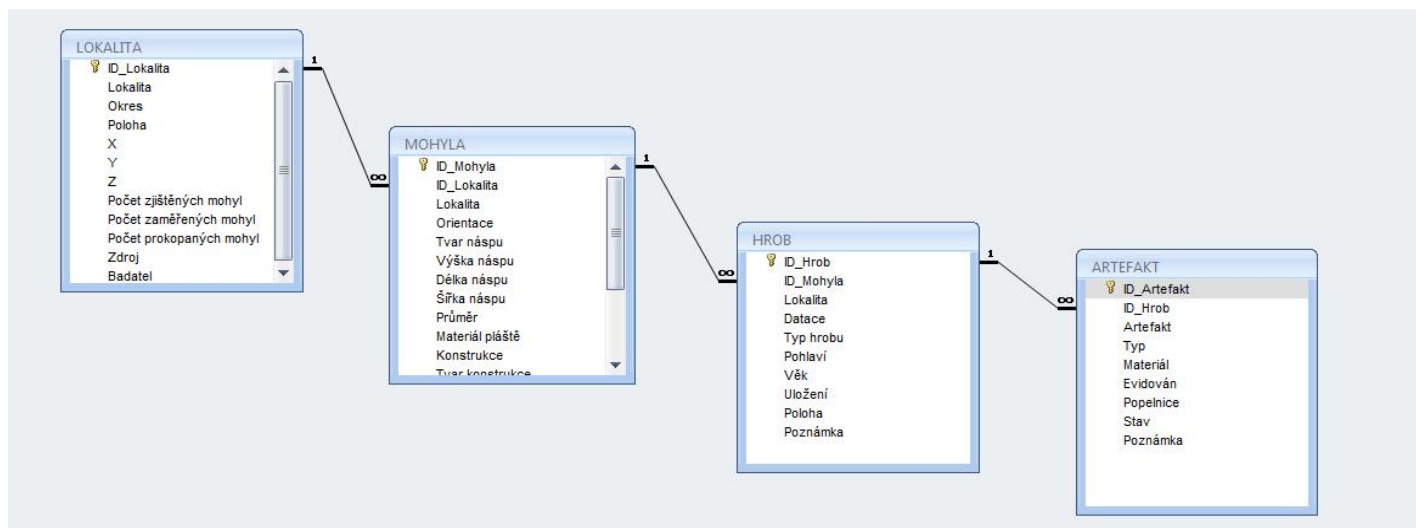 LOKALITA
ID_Lokalita
Lokalita
Okres
Poloha
X
Y
Z
Počet zjištěných mohyl
Počet zaměřených mohyl
Počet prokopaných mohyl
Zdroj
Badatel
1
∞
MOHYLA
ID_Mohyla
ID_Lokalita
Lokalita
Orientace
Tvar náspu
Výška náspu
Délka náspu
Šířka náspu
Průměr
Materiál pláště
Konstrukce
Tvar konstrukce
1
∞
HROB
ID_Hrob
ID_Mohyla
Lokalita
Datace
Typ hrobu
Pohlaví
Věk
Uložení
Poloha
Poznámka
1
∞
ARTEFAKT
ID_Artefakt
ID_Hrob
Artefakt
Typ
Materiál
Evidován
Popelnice
Stav
Poznámka